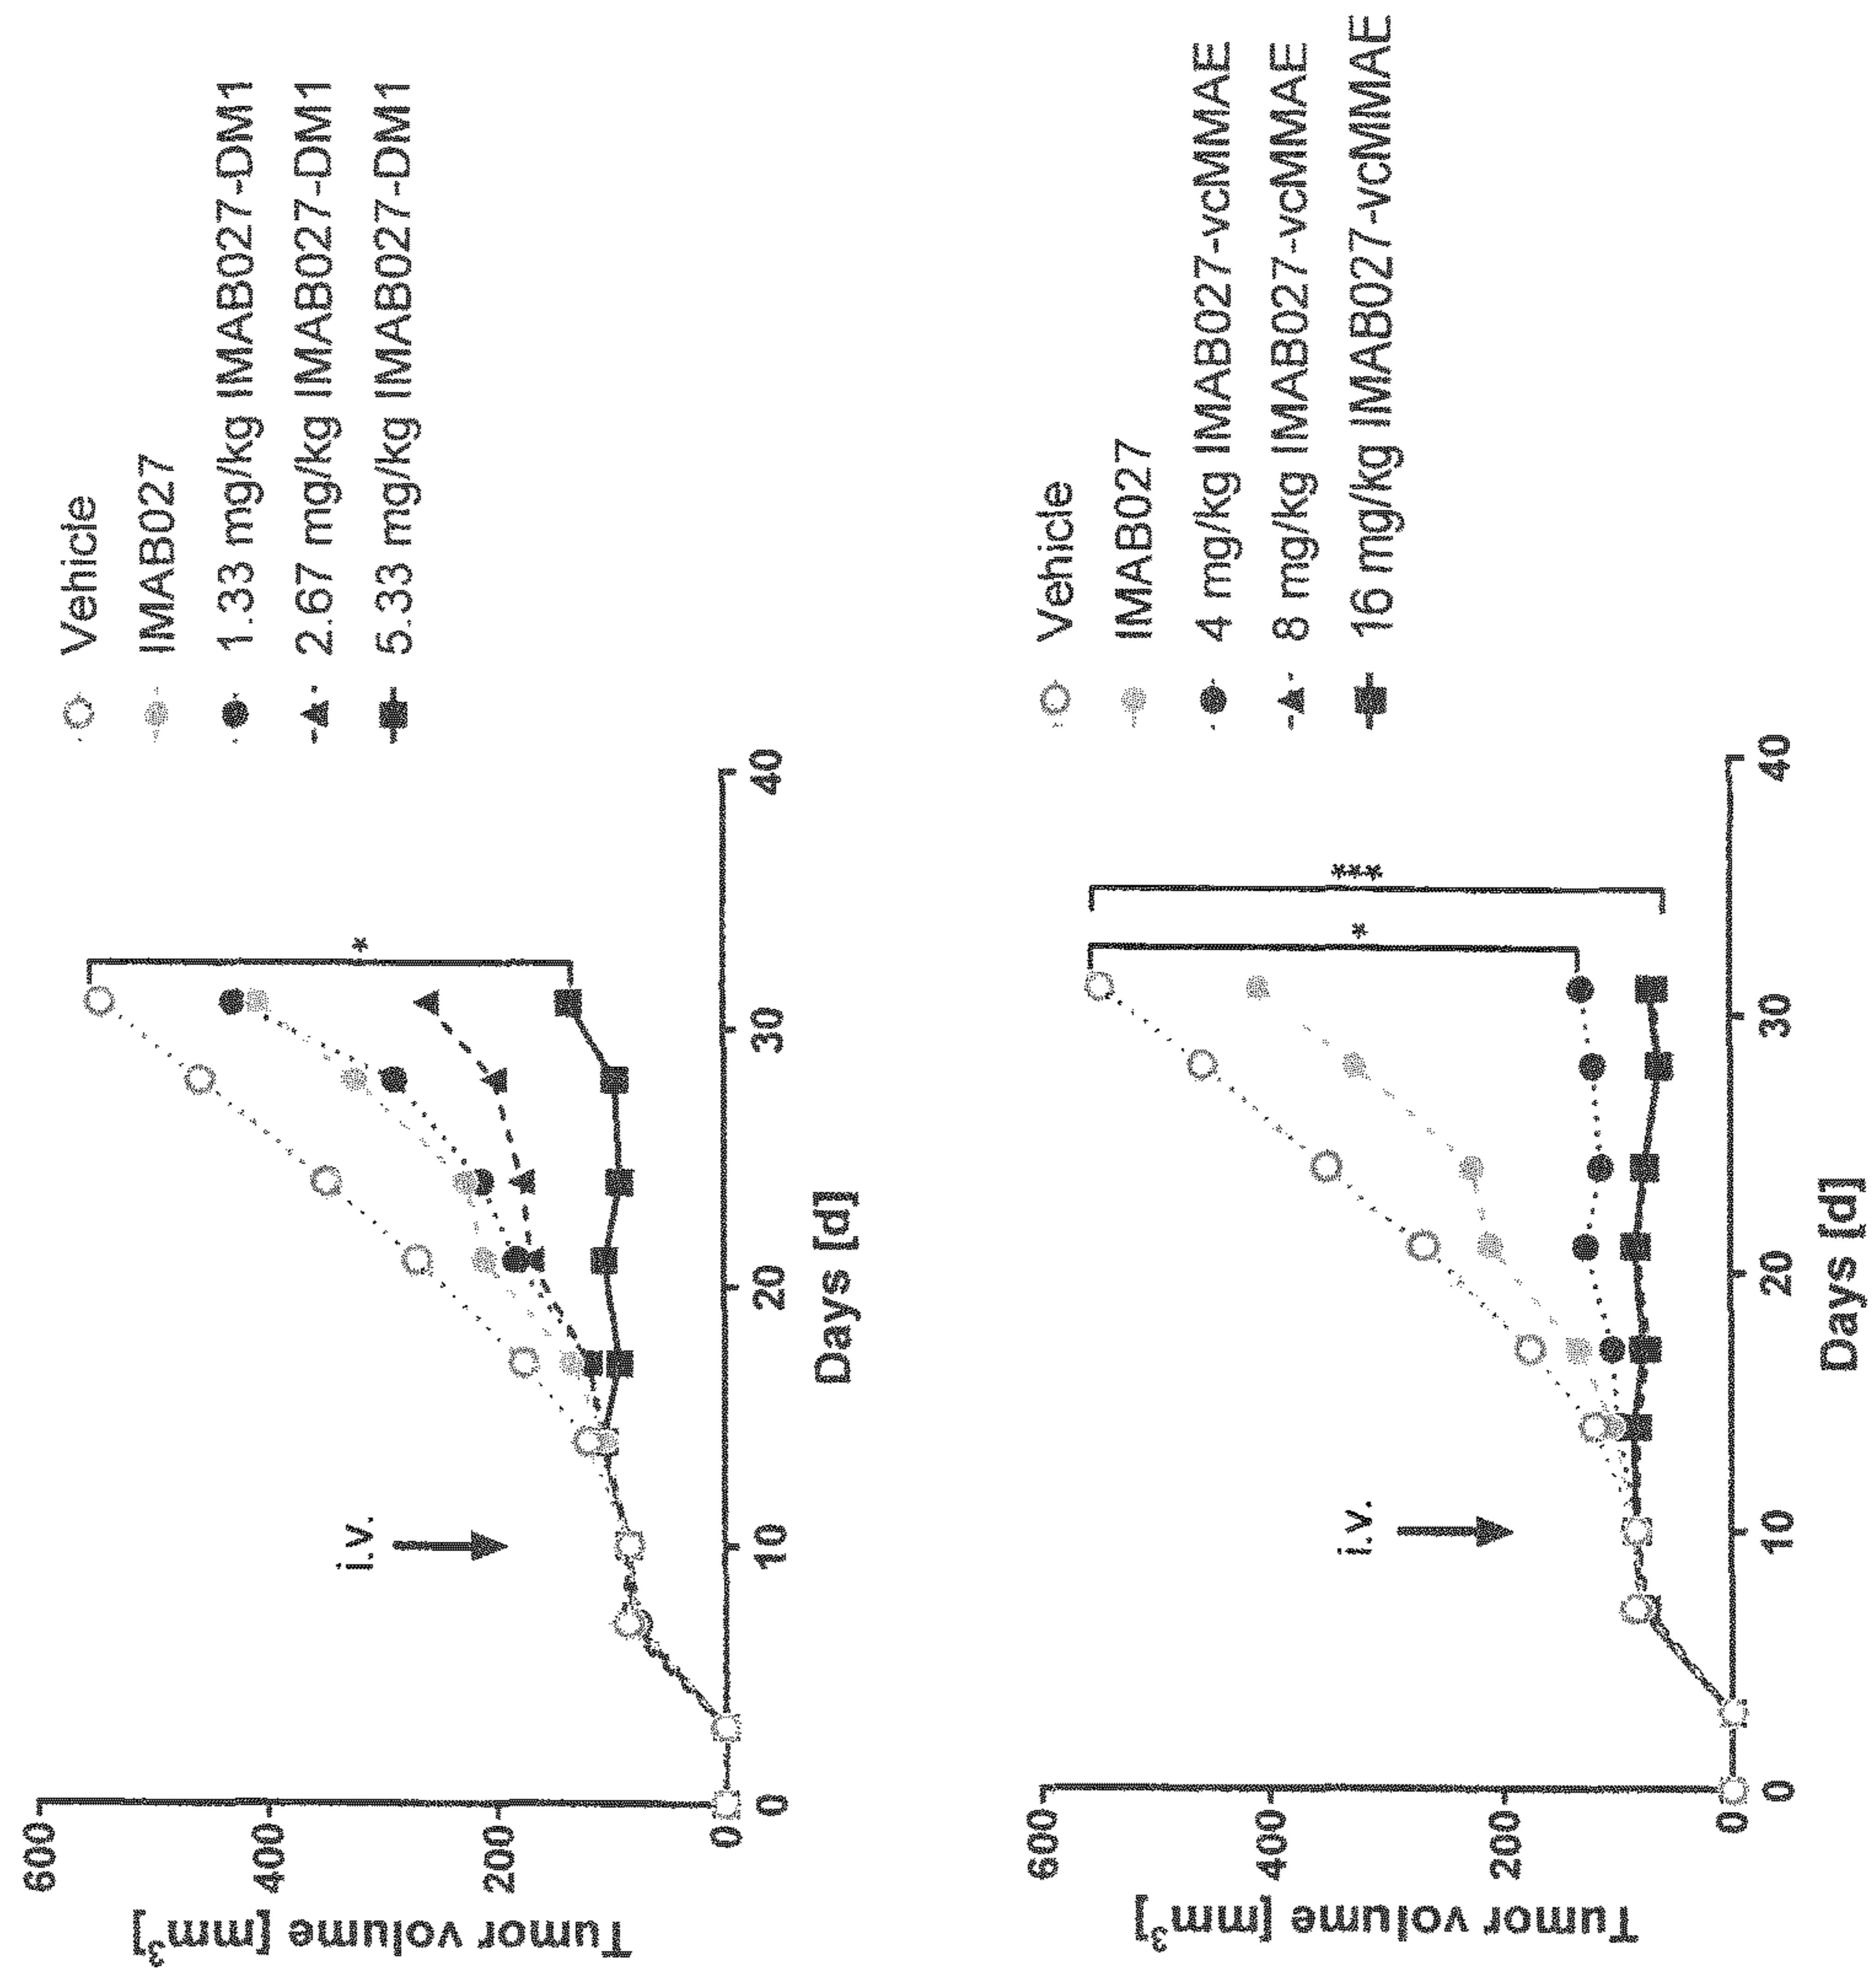 Tumor volume [mm³]
600
400
200
0
i.v.
*
0
10
20
30
40
Days [d]
Vehicle
IMAB027
1.33 mg/kg IMAB027-DM1
2.67 mg/kg IMAB027-DM1
5.33 mg/kg IMAB027-DM1
Tumor volume [mm³]
600
400
200
0
i.v.
*
***
0
10
20
30
40
Days [d]
Vehicle
IMAB027
4 mg/kg IMAB027-vcMMAE
8 mg/kg IMAB027-vcMMAE
16 mg/kg IMAB027-vcMMAE